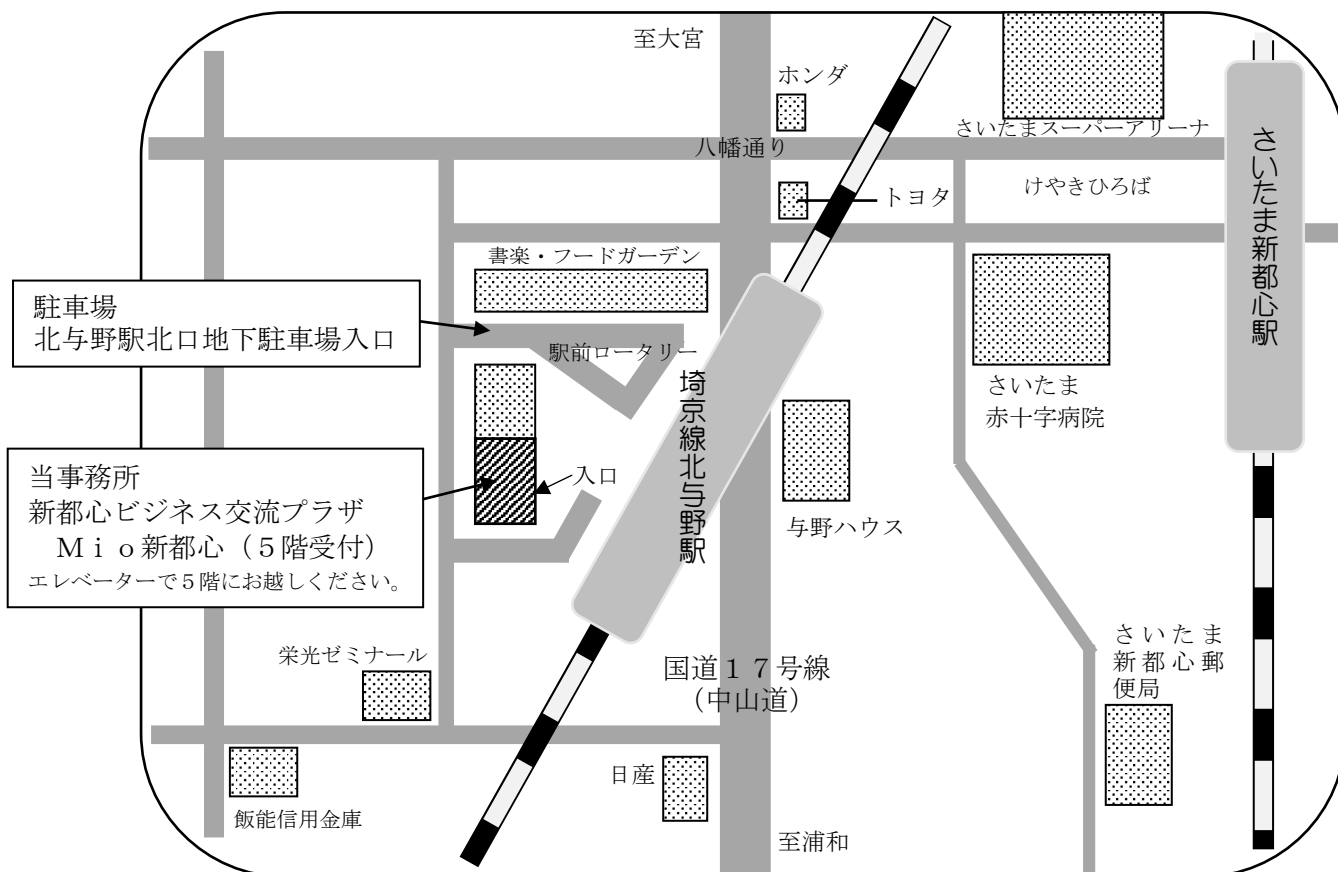 至大宮
ホンダ
さいたまスーパーアリーナ
八幡通り
けやきひろば
トヨタ
さいたま新都心駅
書楽・フードガーデン
駐車場
北与野駅北口地下駐車場入口
駅前ロータリー
埼京線北与野駅
さいたま
赤十字病院
当事務所
新都心ビジネス交流プラザ
Ｍｉｏ新都心（５階受付）
エレベーターで５階にお越しください。
入口
与野ハウス
栄光ゼミナール
国道１７号線
（中山道）
さいたま
新都心郵
便局
日産
飯能信用金庫
至浦和